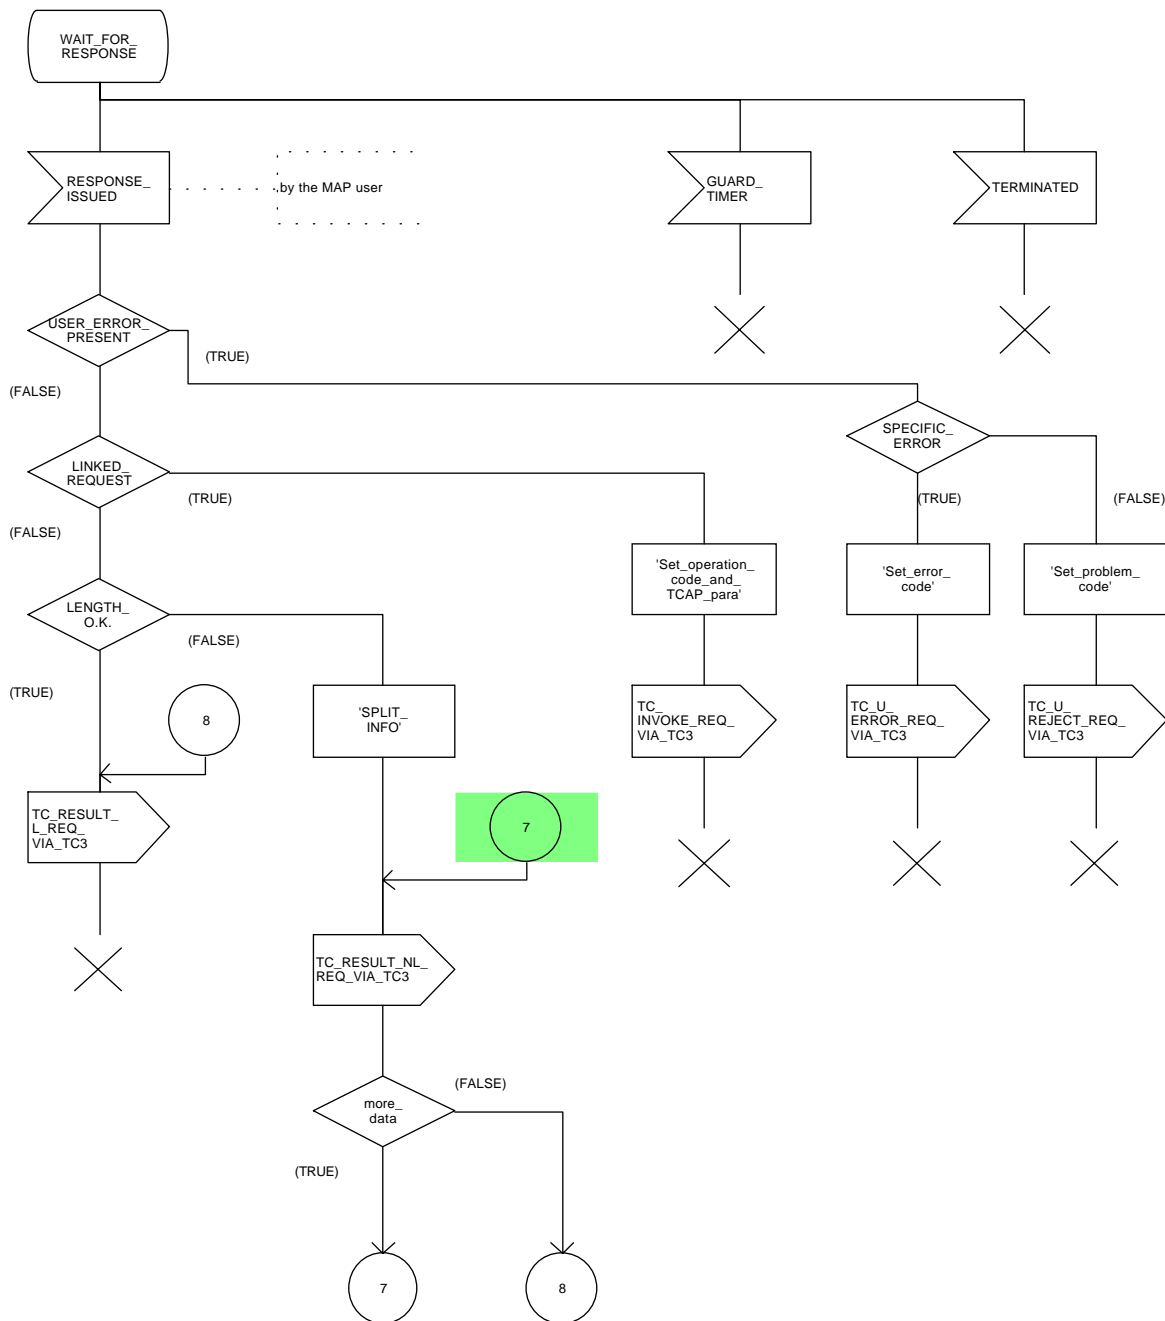 WAIT_FOR_
RESPONSE
RESPONSE_
ISSUED
by the MAP user
GUARD_
TIMER
TERMINATED
USER_ERROR_
PRESENT
(TRUE)
(FALSE)
SPECIFIC_
ERROR
LINKED_
REQUEST
(TRUE)
(TRUE)
(FALSE)
(FALSE)
'Set_operation_
code_and_
TCAP_para'
'Set_error_
code'
'Set_problem_
code'
LENGTH_
O.K.
(FALSE)
(TRUE)
8
'SPLIT_
INFO'
TC_
INVOKE_REQ_
VIA_TC3
TC_U_
ERROR_REQ_
VIA_TC3
TC_U_
REJECT_REQ_
VIA_TC3
TC_RESULT_
L_REQ_
VIA_TC3
7
TC_RESULT_NL_
REQ_VIA_TC3
more_
data
(FALSE)
(TRUE)
7
8